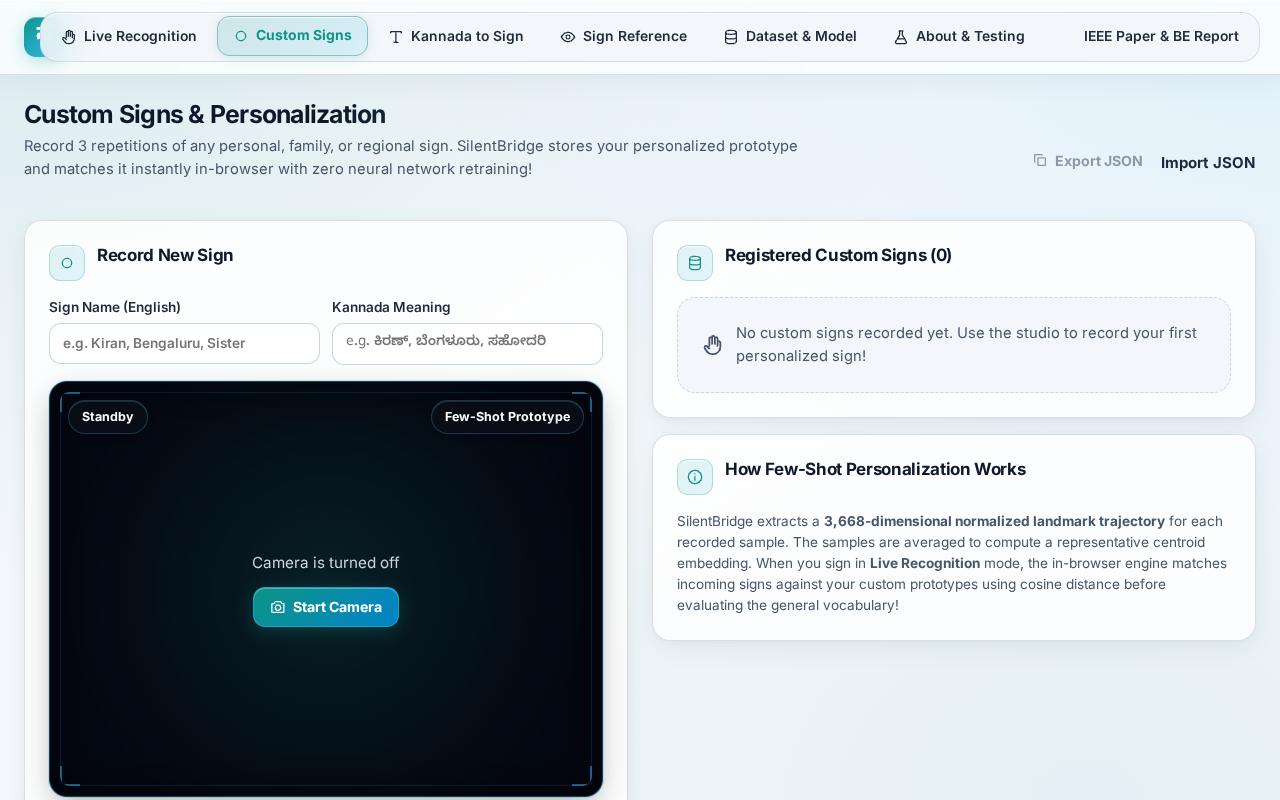 Live Recognition
Custom Signs
Kannada to Sign
Sign Reference
Dataset & Model
About & Testing
IEEE Paper & BE Report
Custom Signs & Personalization
Record 3 repetitions of any personal, family, or regional sign. SilentBridge stores your personalized prototype
and matches it instantly in-browser with zero neural network retraining!
Export JSON
Import JSON
Record New Sign
Sign Name (English)
Kannada Meaning
e.g. Kiran, Bengaluru, Sister
e.g. ಕಿರಣ್, ಬೆಂಗಳೂರು, ಸಹೋದರಿ
Standby
Few-Shot Prototype
Camera is turned off
Start Camera
Registered Custom Signs (0)
No custom signs recorded yet. Use the studio to record your first
personalized sign!
How Few-Shot Personalization Works
SilentBridge extracts a 3,668-dimensional normalized landmark trajectory for each
recorded sample. The samples are averaged to compute a representative centroid
embedding. When you sign in Live Recognition mode, the in-browser engine matches
incoming signs against your custom prototypes using cosine distance before
evaluating the general vocabulary!